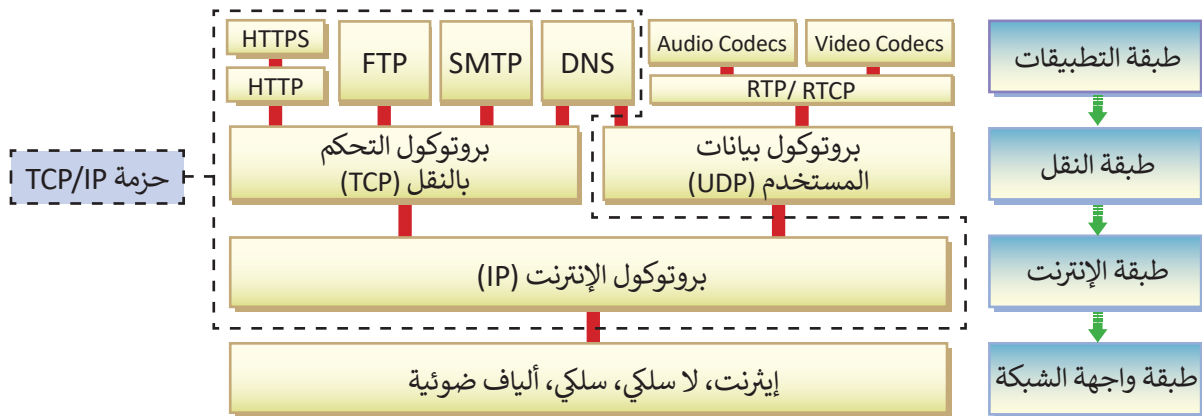 HTTPS
HTTP
FTP
SMTP
DNS
Audio Codecs
Video Codecs
RTP/ RTCP
طبقة التطبيقات
بروتوكول التحكم
بالنقل (TCP)
بروتوكول بيانات
المستخدم (UDP)
طبقة النقل
حزمة TCP/IP
بروتوكول الإنترنت (IP)
طبقة الإنترنت
إيثرنت، لا سلكي، سلكي، ألياف ضوئية
طبقة واجهة الشبكة